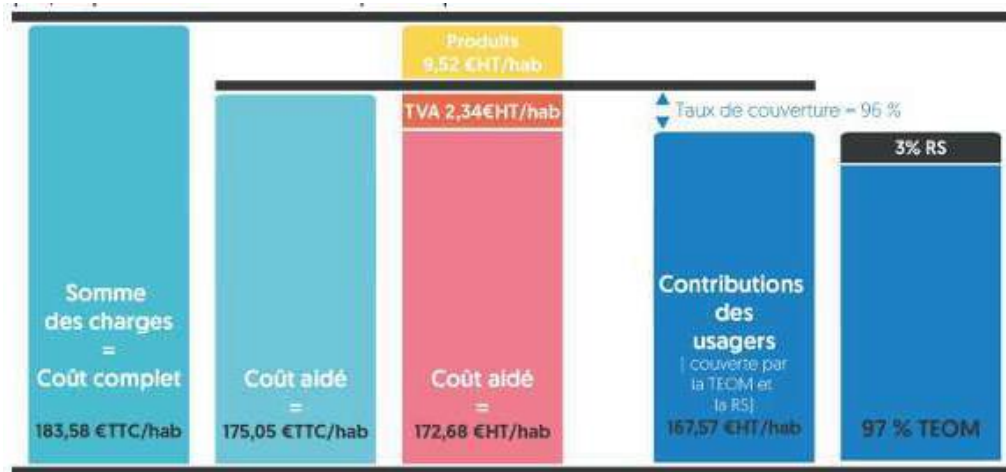 Somme
des charges
=
Coût complet
183,58 €TTC/hab
Coût aidé
=
175,05 €TTC/hab
Produits
9,52 €HT/hab
TVA 2,34€HT/hab
Coût aidé
=
172,68 €HT/hab
Taux de couverture = 96 %
Contributions
des
usagers
( couverte par
la TEOM et
la RS)
167,57 €HT/hab
3% RS
97 % TEOM